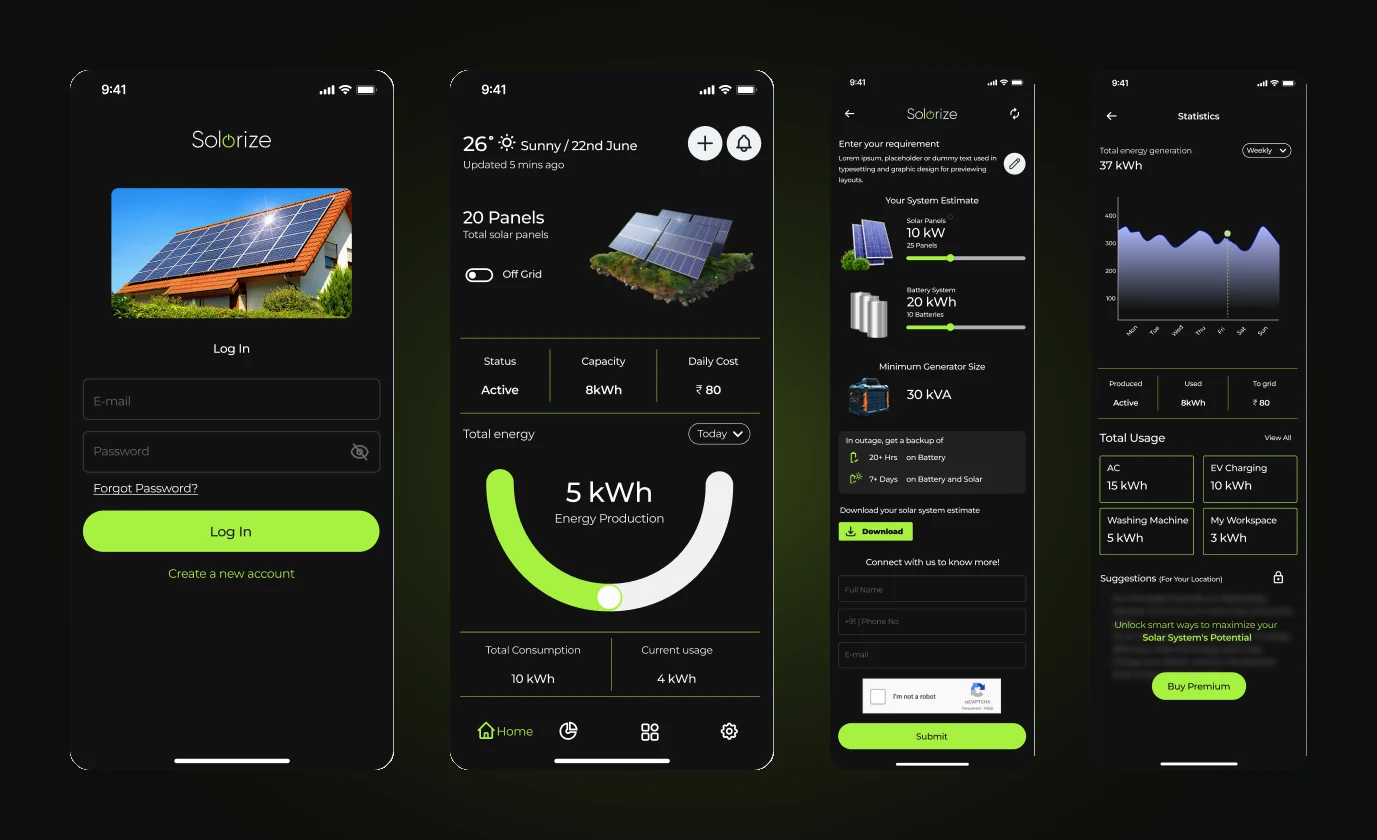 9:41
Solorize
Log In
E-mail
Password
Forgot Password?
Log In
Create a new account
9:41
26° Sunny / 22nd June
Updated 5 mins ago
20 Panels
Total solar panels
Off Grid
Status Capacity Daily Cost
Active 8kWh ₹ 80
Total energy Today
5 kWh
Energy Production
Total Consumption Current usage
10 kWh 4 kWh
Home
9:41
Solorize
Enter your requirement
Lorem ipsum, placeholder or dummy text used in
typesetting and graphic design for previewing
layouts.
Your System Estimate
Solar Panels
10 kW
25 Panels
Battery System
20 kWh
10 Batteries
Minimum Generator Size
30 kVA
In outage, get a backup of
20+ Hrs on Battery
7+ Days on Battery and Solar
Download your solar system estimate
Download
Connect with us to know more!
Full Name
+91 | Phone No
E-mail
I'm not a robot
reCAPTCHA
Submit
9:41
Statistics
Total energy generation Weekly
37 kWh
400
300
200
100
Mon Tue Wed Thu Fri Sat Sun
Produced Used To grid
Active 8kWh ₹ 80
Total Usage View All
AC EV Charging
15 kWh 10 kWh
Washing Machine My Workspace
5 kWh 3 kWh
Suggestions (For Your Location)
Unlock smart ways to maximize your
Solar System's Potential
Buy Premium